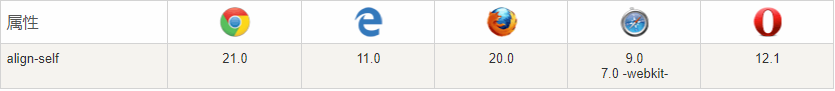 属性
align-self 21.0 11.0 20.0 9.0 12.1
7.0 -webkit-